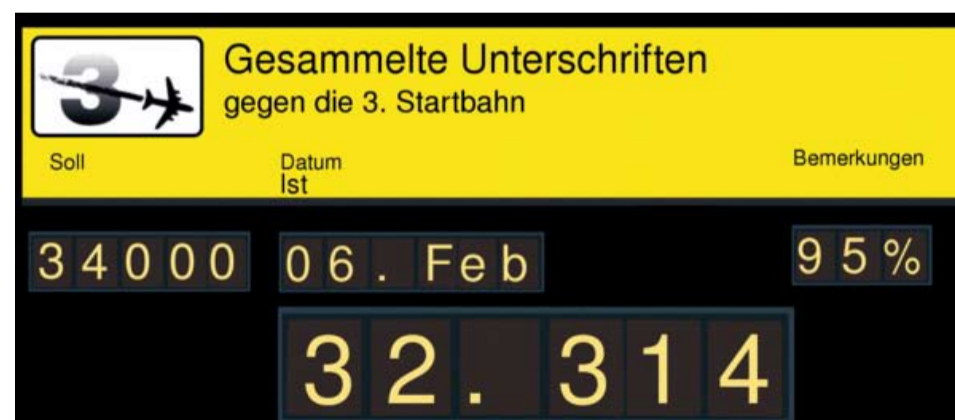 3
Gesammelte Unterschriften
gegen die 3. Startbahn
Soll Datum Bemerkungen
Ist
34000 06. Feb 95%
32.314